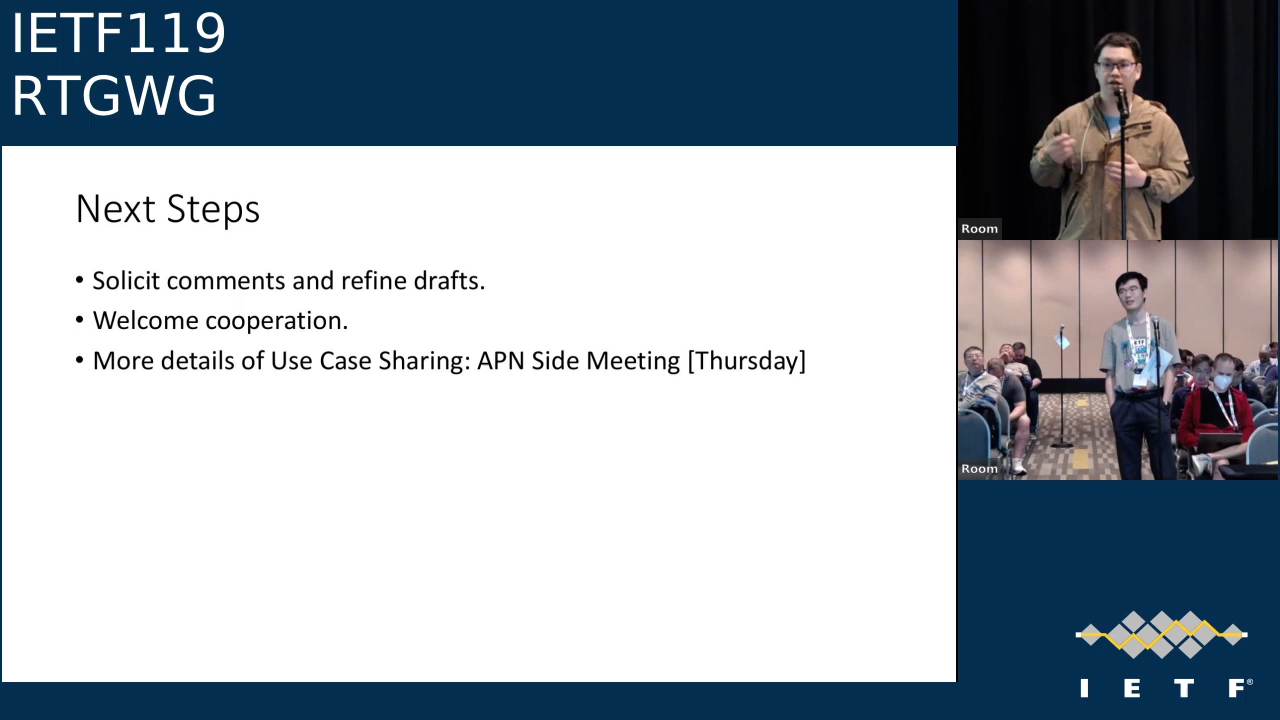 IETF119
RTGWG
Next Steps
• Solicit comments and refine drafts.
• Welcome cooperation.
• More details of Use Case Sharing: APN Side Meeting [Thursday]
Room
Room
I E T F®